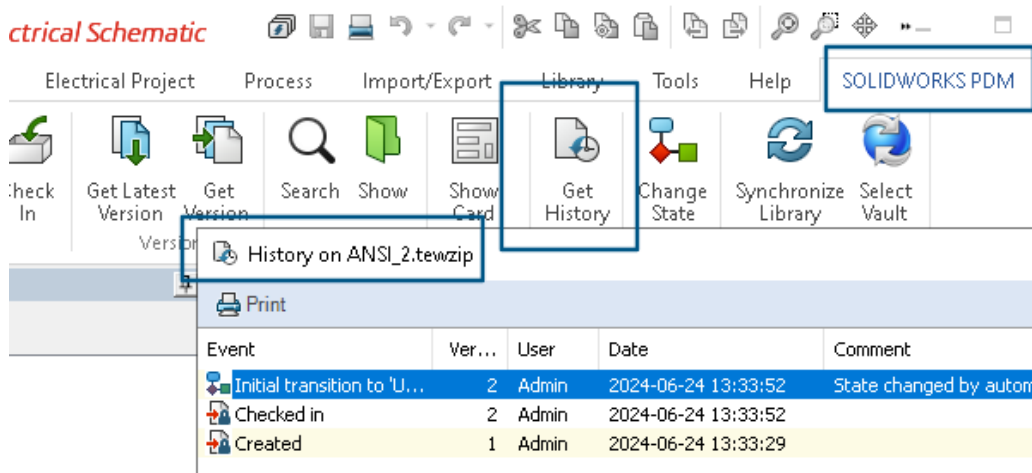 ctrical Schematic
Electrical Project Process Import/Export Library Tools Help SOLIDWORKS PDM
Check In
Get Latest Version
Get Version
Search
Show
Show Card
Get History
Change State
Synchronize Library
Select Vault
Versio
History on ANSI_2.tewzip
Print
Event Ver... User Date Comment
Initial transition to 'U... 2 Admin 2024-06-24 13:33:52 State changed by autom
Checked in 2 Admin 2024-06-24 13:33:52
Created 1 Admin 2024-06-24 13:33:29